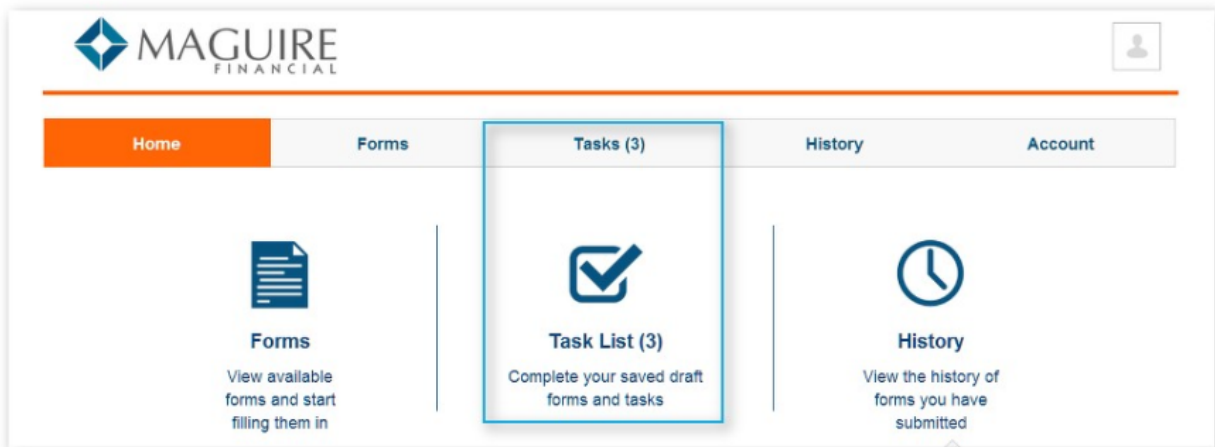 MAGUIRE
FINANCIAL
Home Forms Tasks (3) History Account
Forms
View available
forms and start
filling them in
Task List (3)
Complete your saved draft
forms and tasks
History
View the history of
forms you have
submitted